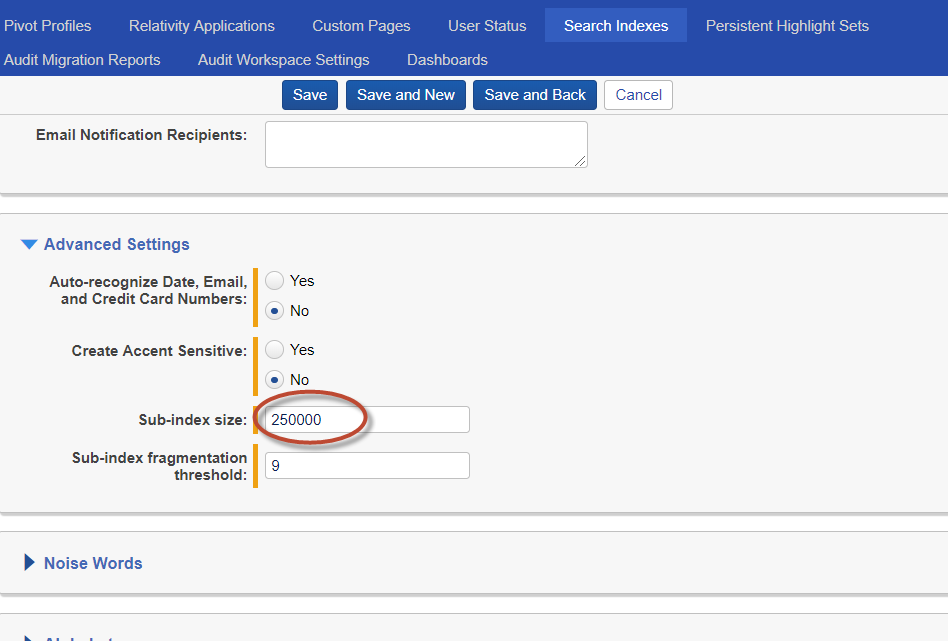 Pivot Profiles Relativity Applications Custom Pages User Status Search Indexes Persistent Highlight Sets
Audit Migration Reports Audit Workspace Settings Dashboards
Save Save and New Save and Back Cancel
Email Notification Recipients:
Advanced Settings
Auto-recognize Date, Email, Yes
and Credit Card Numbers:
No
Create Accent Sensitive: Yes
No
Sub-index size: 250000
Sub-index fragmentation
threshold: 9
Noise Words